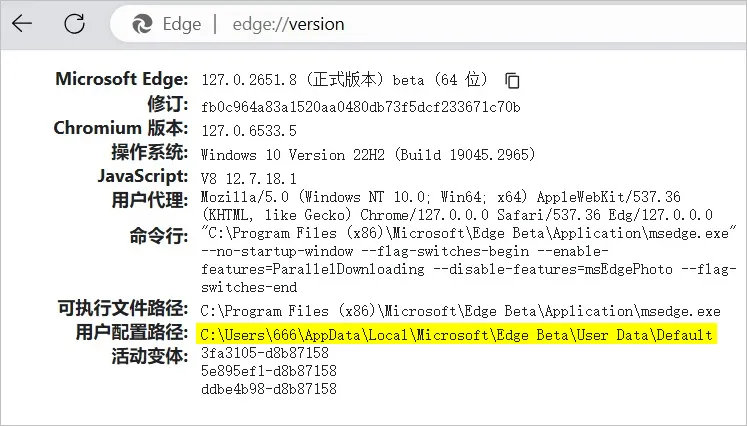 Edge | edge://version
Microsoft Edge: 127.0.2651.8 (正式版本) beta (64 位)
修订: fb0c964a83a1520aa0480db73f5dcf233671c70b
Chromium 版本: 127.0.6533.5
操作系统: Windows 10 Version 22H2 (Build 19045.2965)
JavaScript: V8 12.7.18.1
用户代理: Mozilla/5.0 (Windows NT 10.0; Win64; x64) AppleWebKit/537.36
(KHTML, like Gecko) Chrome/127.0.0.0 Safari/537.36 Edg/127.0.0.0
命令行: "C:\Program Files (x86)\Microsoft\Edge Beta\Application\msedge.exe"
--no-startup-window --flag-switches-begin --enable-
features=ParallelDownloading --disable-features=msEdgePhoto --flag-
switches-end
可执行文件路径: C:\Program Files (x86)\Microsoft\Edge Beta\Application\msedge.exe
用户配置路径: C:\Users\666\AppData\Local\Microsoft\Edge Beta\User Data\Default
活动变体: 3fa3105-d8b87158
5e895ef1-d8b87158
ddbe4b98-d8b87158